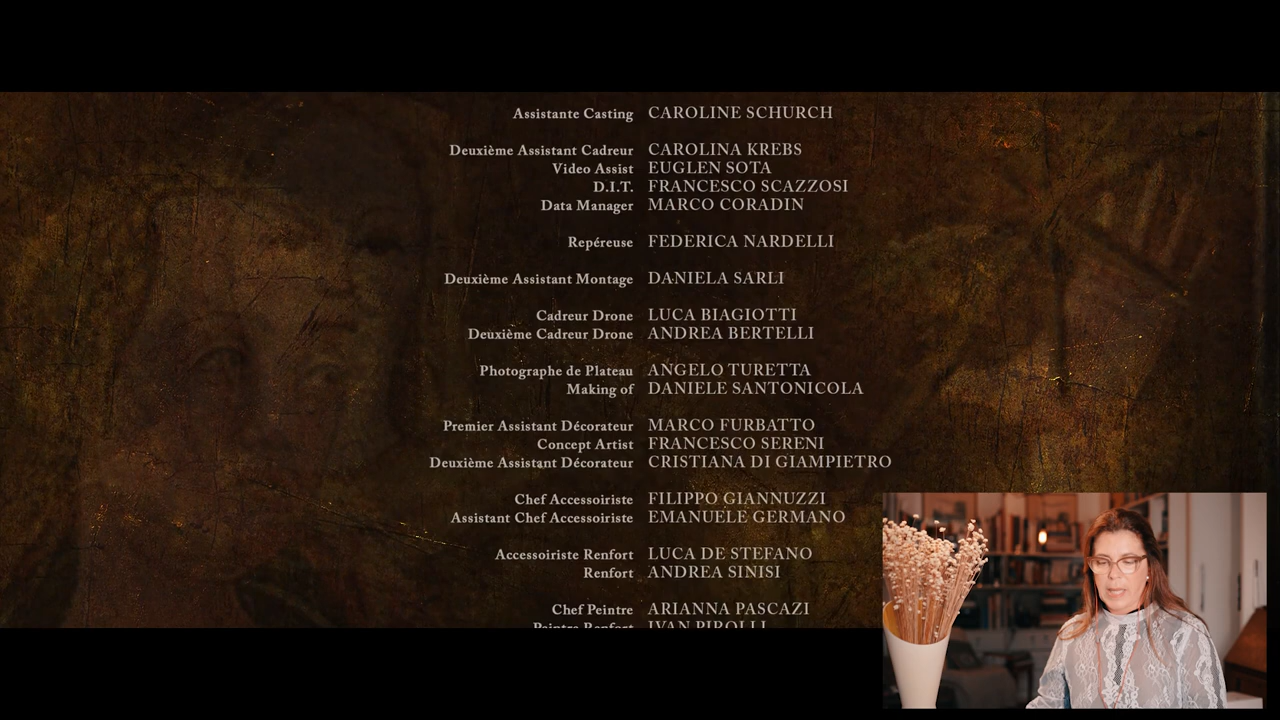 Assistante Casting CAROLINE SCHURCH
Deuxième Assistant Cadreur CAROLINA KREBS
Video Assist EUGLEN SOTA
D.I.T. FRANCESCO SCAZZOSI
Data Manager MARCO CORADIN
Repéreuse FEDERICA NARDELLI
Deuxième Assistant Montage DANIELA SARLI
Cadreur Drone LUCA BIAGIOTTI
Deuxième Cadreur Drone ANDREA BERTELLI
Photographe de Plateau ANGELO TURETTA
Making of DANIELE SANTONICOLA
Premier Assistant Décorateur MARCO FURBATTO
Concept Artist FRANCESCO SERENI
Deuxième Assistant Décorateur CRISTIANA DI GIAMPIETRO
Chef Accessoiriste FILIPPO GIANNUZZI
Assistant Chef Accessoiriste EMANUELE GERMANO
Accessoiriste Renfort LUCA DE STEFANO
Renfort ANDREA SINISI
Chef Peintre ARIANNA PASCAZI
Peintre Renfort IVAN PIROLLI